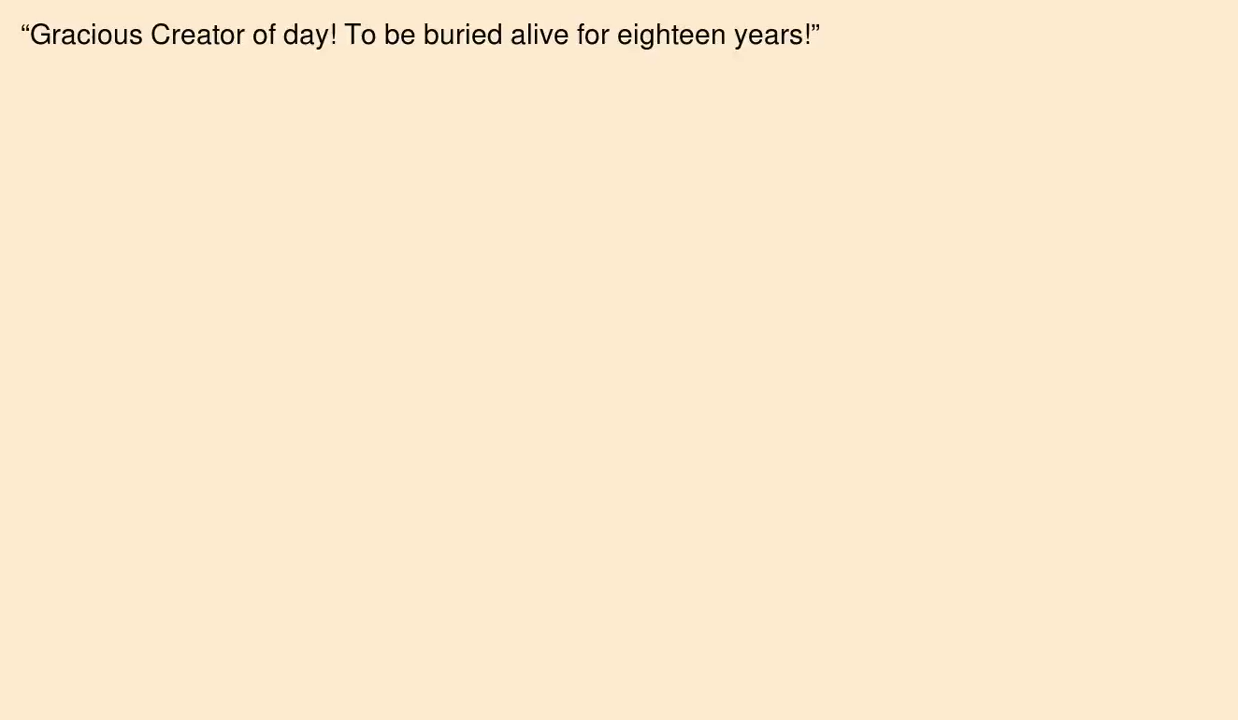 “Gracious Creator of day! To be buried alive for eighteen years!”